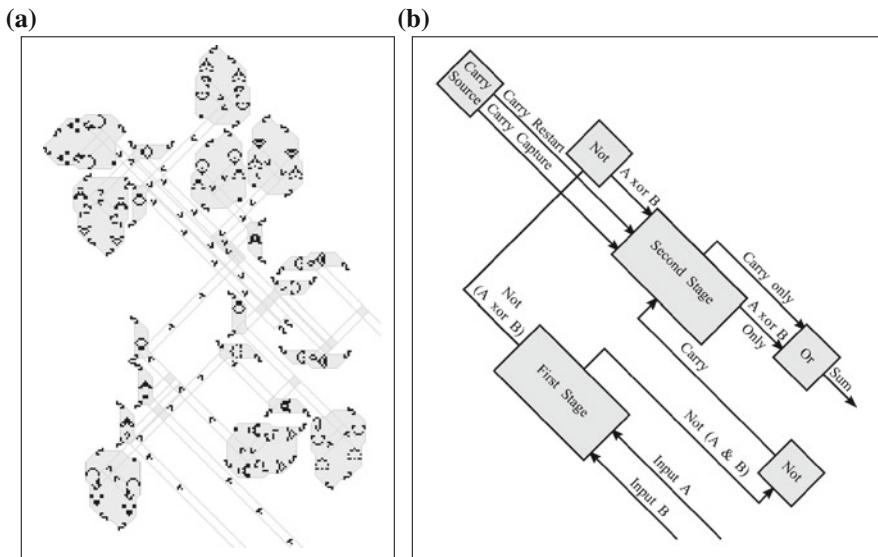 (a)
(b)
Carry
Source
Carry Restart
Carry Capture
Not
A xor B
Second Stage
Carry only
A xor B
Only
Or
Sum
Not
(A xor B)
First Stage
Carry
Not (A & B)
Not
Input A
Input B